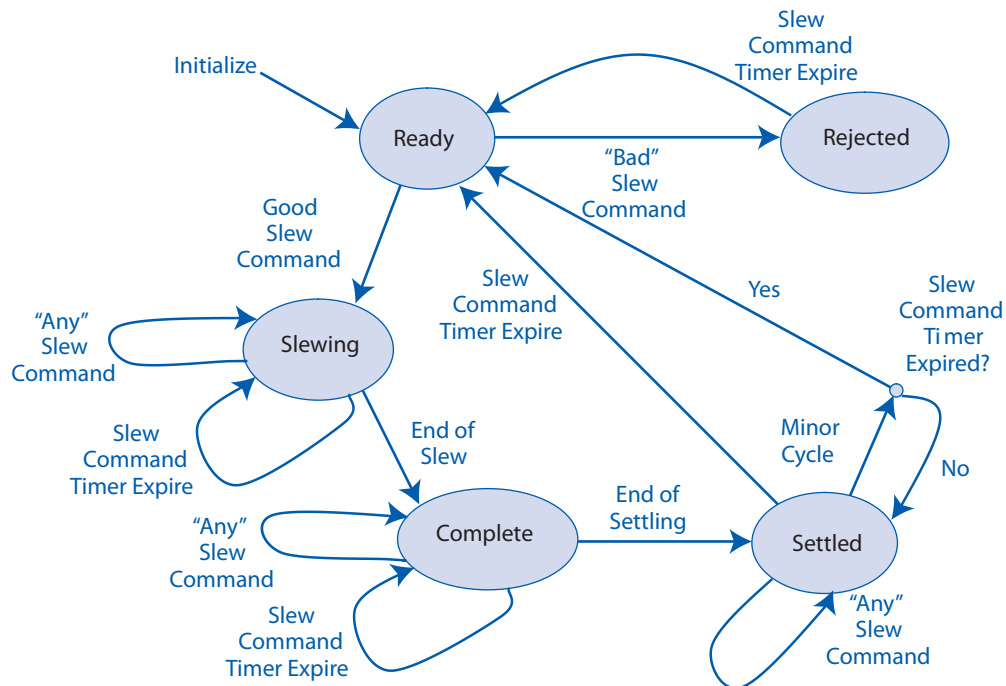 Initialize
Slew
Command
Timer Expire
Ready
Rejected
"Bad"
Slew
Command
Good
Slew
Command
Slew
Command
Timer Expire
Yes
Slew
Command
Timer
Expired?
"Any"
Slew
Command
Slewing
Slew
Command
Timer Expire
End of
Slew
Minor
Cycle
No
"Any"
Slew
Command
Complete
End of
Settling
Settled
Slew
Command
Timer Expire
"Any"
Slew
Command